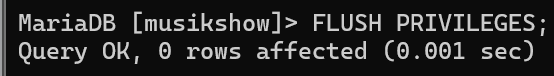 MariaDB [musikshow]> FLUSH PRIVILEGES;
Query OK, 0 rows affected (0.001 sec)